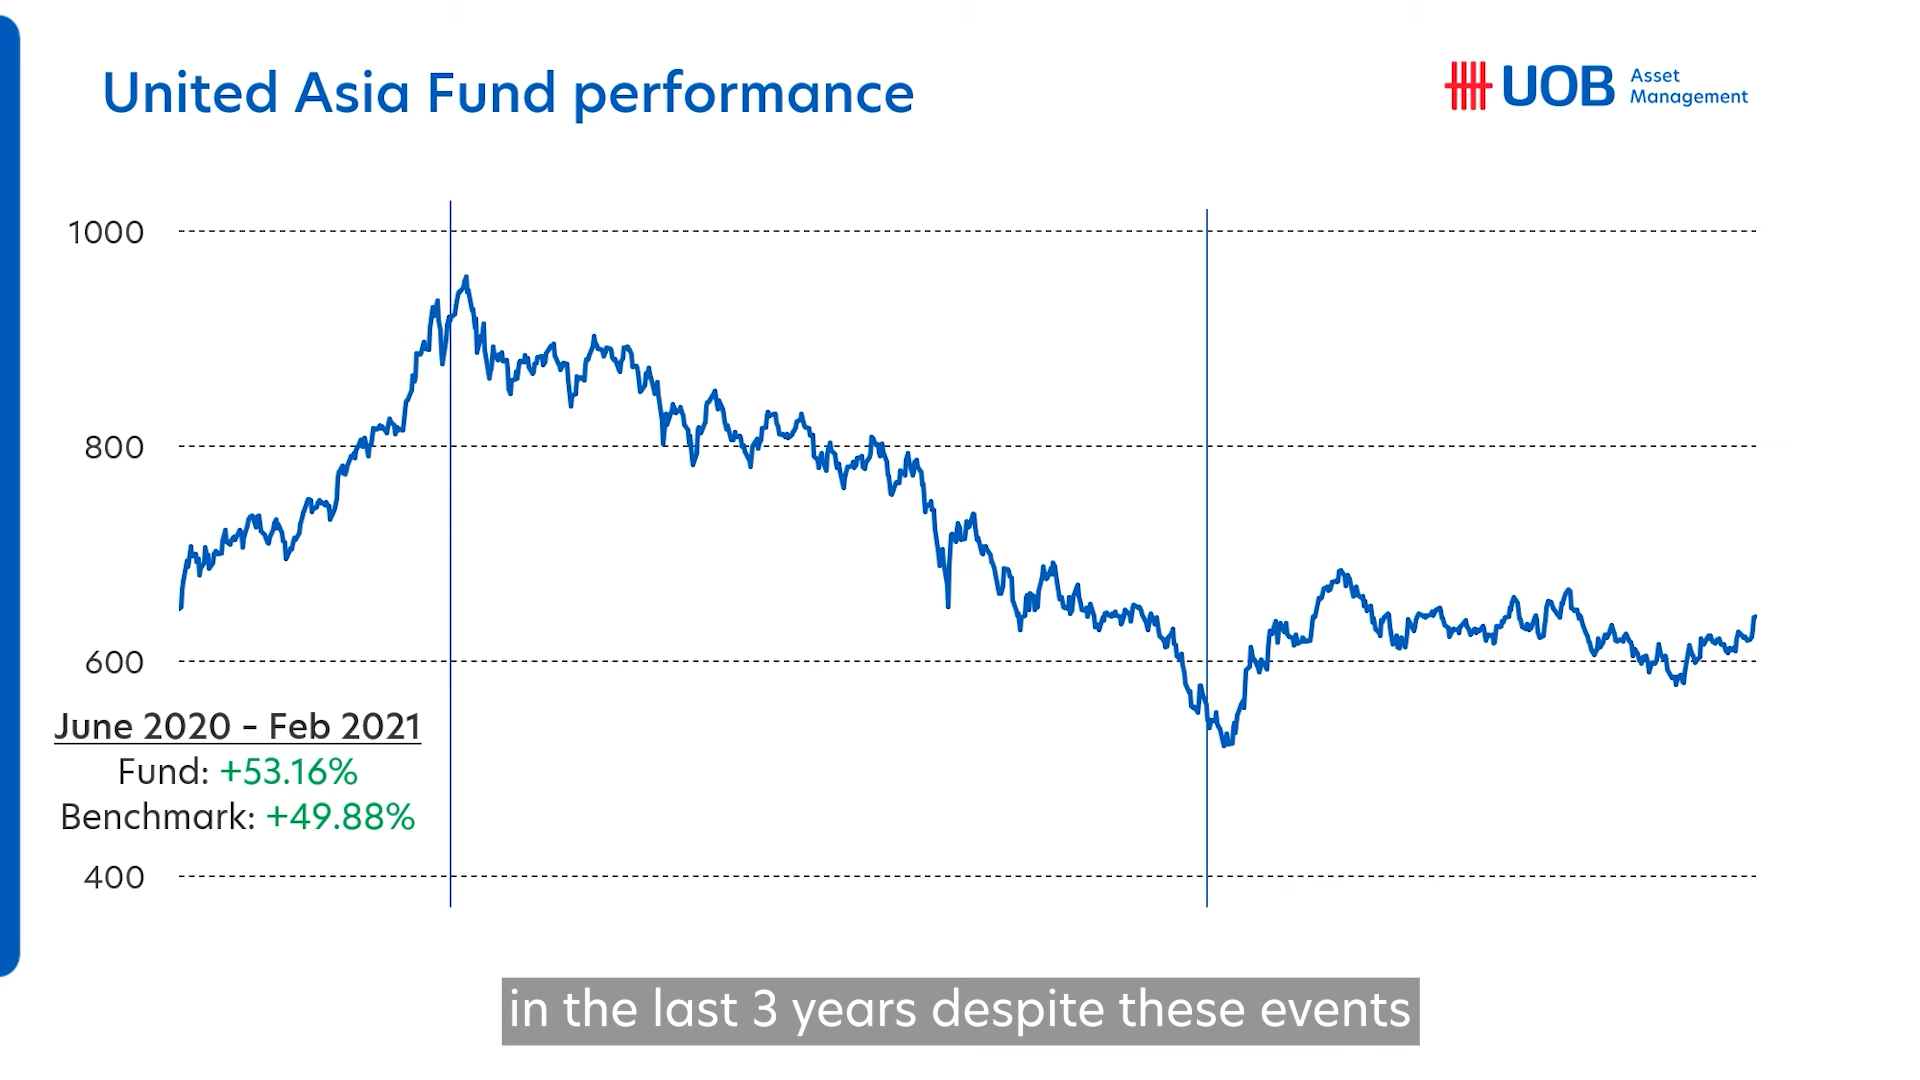 United Asia Fund performance
UOB Asset
Management
1000
800
600
June 2020 – Feb 2021
Fund: +53.16%
Benchmark: +49.88%
400
in the last 3 years despite these events